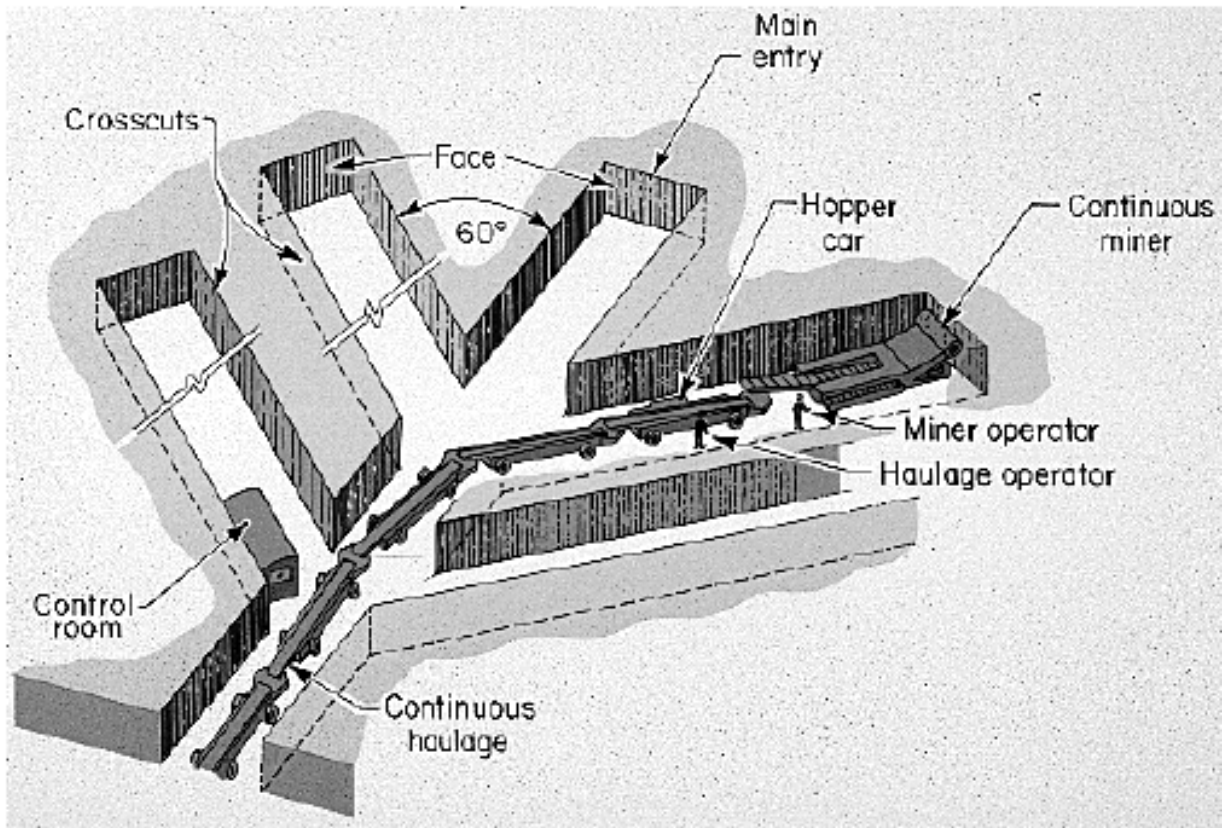 Main
entry
Crosscuts
Face
60°
Hopper
car
Continuous
miner
Miner operator
Haulage operator
Control
room
Continuous
haulage